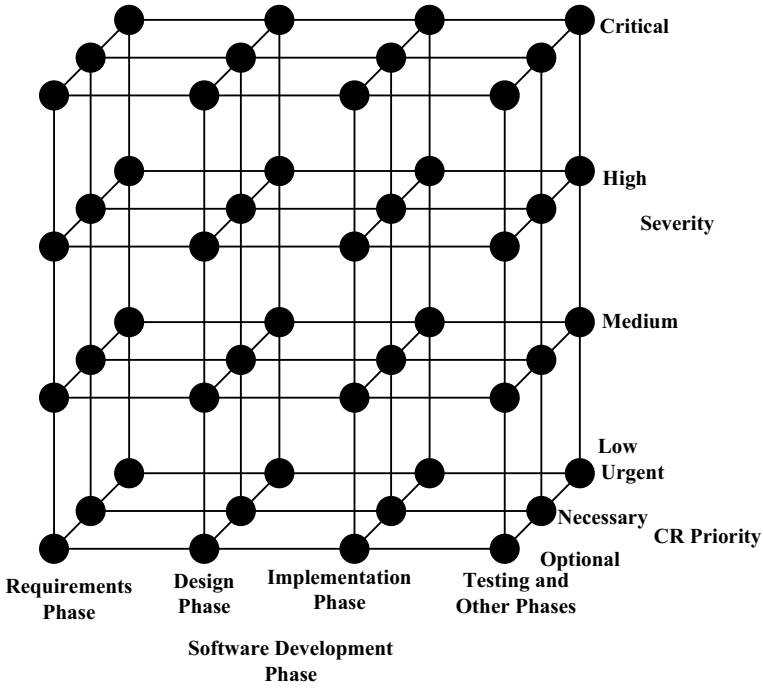 Critical
High
Severity
Medium
Low
Urgent
Necessary
CR Priority
Optional
Requirements
Phase
Design
Phase
Implementation
Phase
Testing and
Other Phases
Software Development
Phase